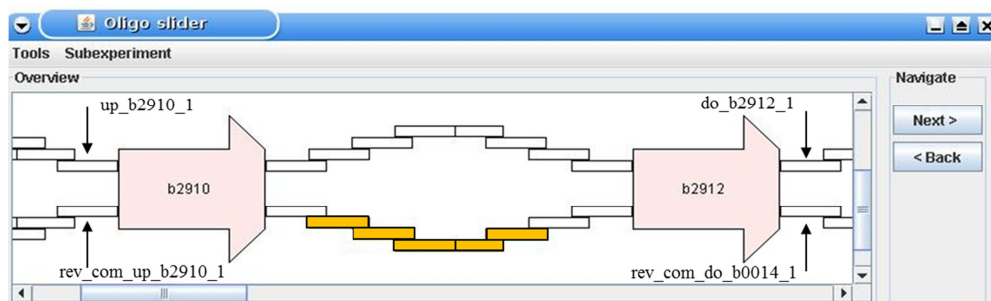 Oligo slider
Tools Subexperiment
Overview
Navigate
up_b2910_1
do_b2912_1
Next >
< Back
b2910
b2912
rev_com_up_b2910_1
rev_com_do_b0014_1